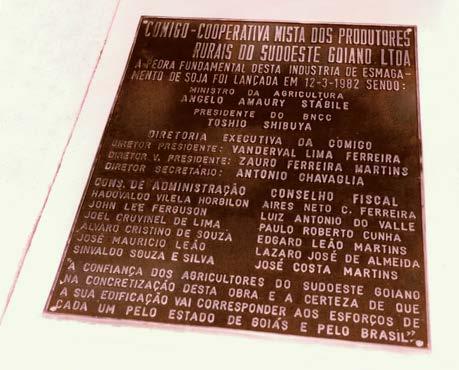 COMIGO-COOPERATIVA MISTA DOS PRODUTORES
RURAIS DO SUDOESTE GOIANO LTDA
A PEDRA FUNDAMENTAL DESTA INDUSTRIA DE ESMAGA-
MENTO DE SOJA FOI LANCADA EM 12-3-1982 SENDO:
MINISTRO DA AGRICULTURA
ANGELO AMAURY STÁBILE
PRESIDENTE DO BNCC
TOSHIO SHIBUYA
DIRETORIA EXECUTIVA DA COMIGO
DIRETOR PRESIDENTE: VANDERVAL LIMA FERREIRA
DIRETOR V. PRESIDENTE: ZAURO FERREIRA MARTINS
DIRETOR SECRETÁRIO: ANTONIO CHAVAGLIA
CONS. DE ADMINISTRAÇÃO
HADOVALDO VILELA HORBILON
JOHN LEE FERGUSON
JOEL CRUVINEL DE LIMA
ALVARO CRISTINO DE SOUZA
JOSÉ MAURICIO LEÃO
SINVALDO SOUZA E SILVA
CONSELHO FISCAL
AIRES NETO C. FERREIRA
LUIZ ANTONIO DO VALLE
PAULO ROBERTO CUNHA
EDGARD LEÃO MARTINS
LAZARO JOSÉ DE ALMEIDA
JOSÉ COSTA MARTINS
"A CONFIANÇA DOS AGRICULTORES DO SUDOESTE GOIANO
NA CONCRETIZAÇÃO DESTA OBRA E A CERTEZA DE QUE
A SUA EDIFICAÇÃO VAI CORRESPONDER AOS ESFORÇOS DE
CADA UM PELO ESTADO DE GOIÁS E PELO BRASIL"